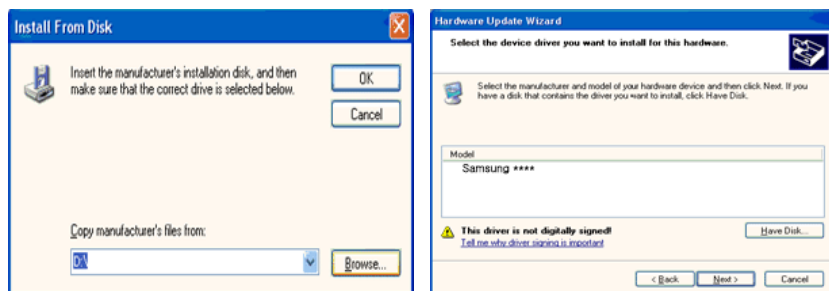 Install From Disk
Insert the manufacturer's installation disk, and then
make sure that the correct drive is selected below.
OK
Cancel
Copy manufacturer's files from:
D:\
Browse...
Hardware Update Wizard
Select the device driver you want to install for this hardware.
Select the manufacturer and model of your hardware device and then click Next. If you
have a disk that contains the driver you want to install, click Have Disk.
Model
Samsung ****
This driver is not digitally signed!
Tell me why driver signing is important
Have Disk...
< Back
Next >
Cancel